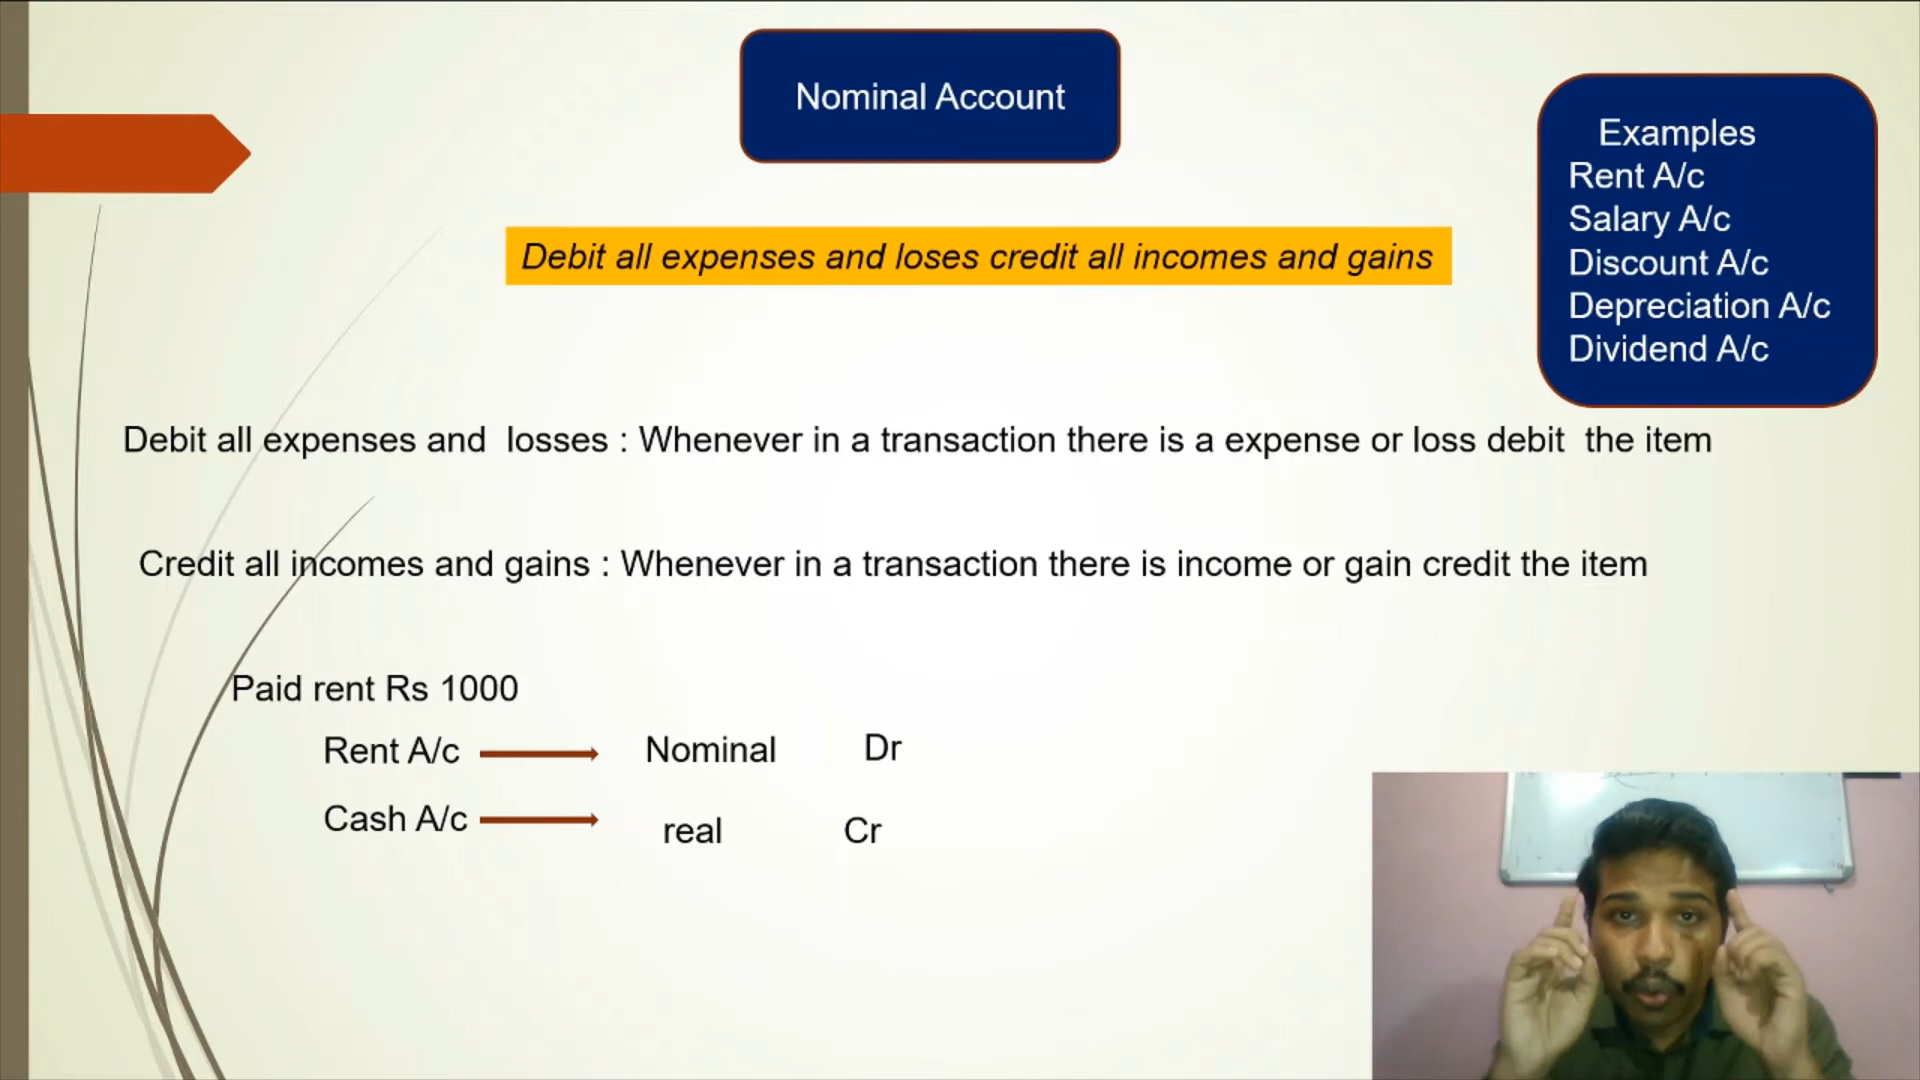 Nominal Account
Examples
Rent A/c
Salary A/c
Discount A/c
Depreciation A/c
Dividend A/c
Debit all expenses and loses credit all incomes and gains
Debit all expenses and losses : Whenever in a transaction there is a expense or loss debit the item
Credit all incomes and gains : Whenever in a transaction there is income or gain credit the item
Paid rent Rs 1000
Rent A/c Nominal Dr
Cash A/c real Cr